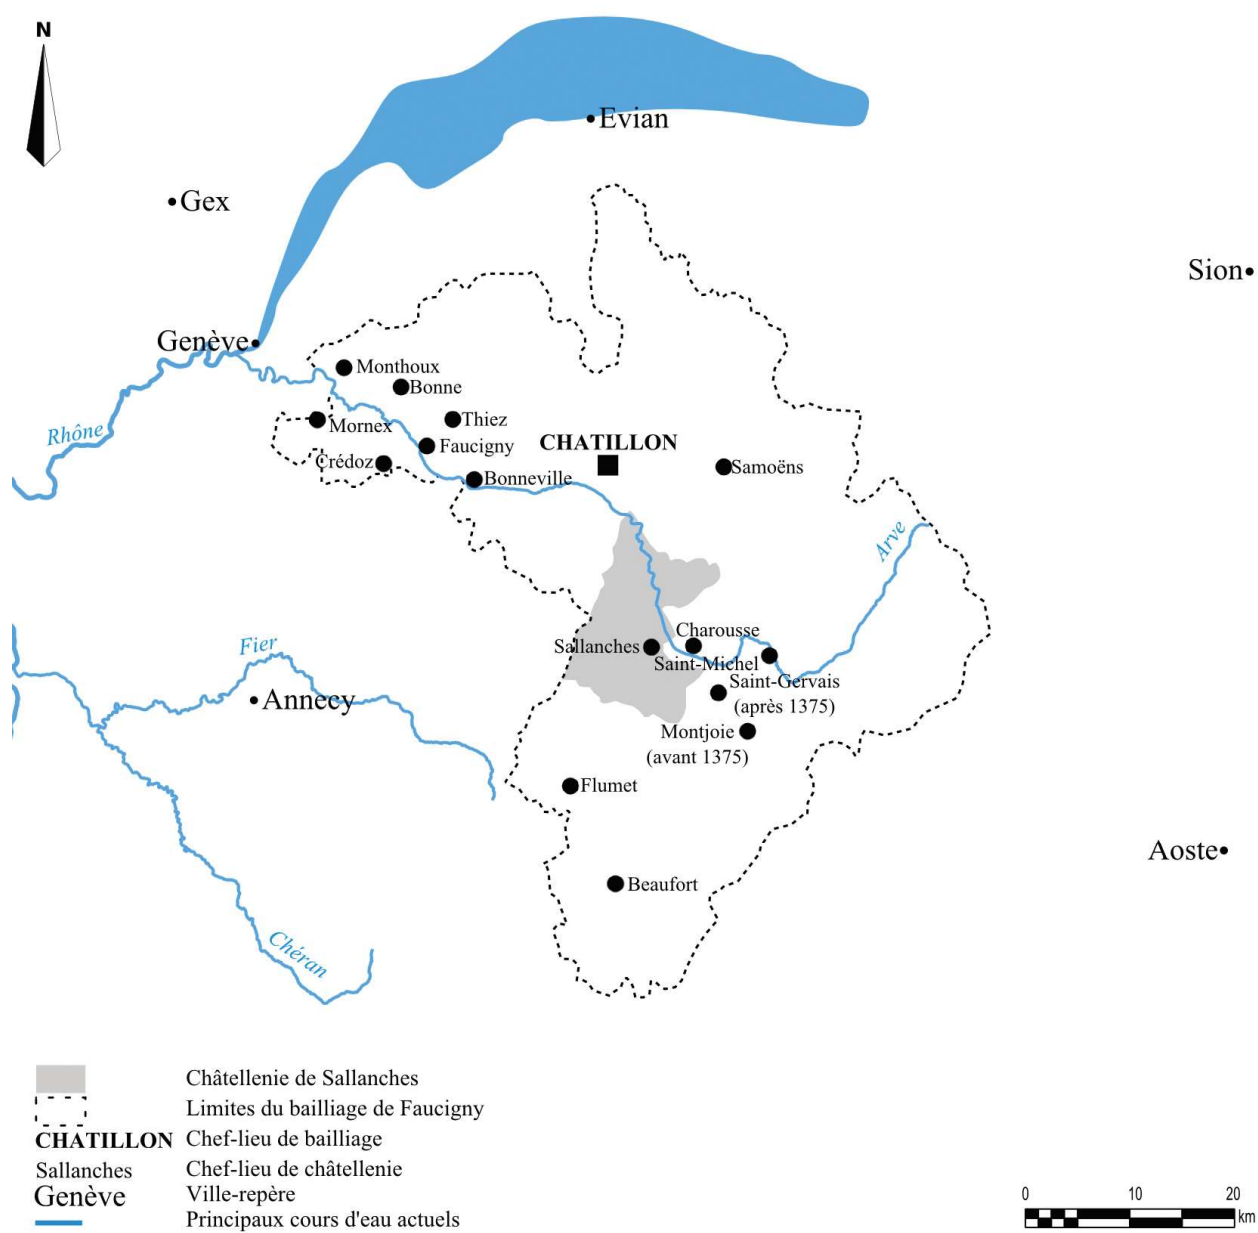 N
Evian
Gex
Sion
Genève
Monthoux
Bonne
Mornex
Thiez
Rhône
Faucigny
CHATILLON
Crédoz
Samoëns
Bonneville
Arve
Charousse
Fier
Sallanches
Saint-Michel
Saint-Gervais
(après 1375)
Annecy
Montjoie
(avant 1375)
Flumet
Aoste
Beaufort
Chéran
Châtellenie de Sallanches
Limites du bailliage de Faucigny
CHATILLON Chef-lieu de bailliage
Sallanches Chef-lieu de châtellenie
Genève Ville-repère
Principaux cours d'eau actuels
0 10 20
km